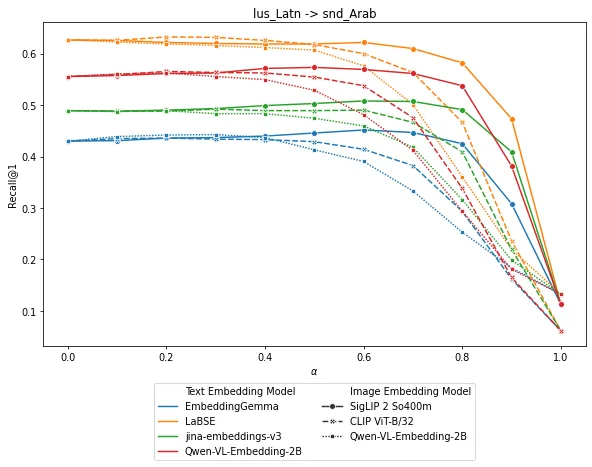 lus_Latn -> snd_Arab
Recall@1
0.6
0.5
0.4
0.3
0.2
0.1
0.0 0.2 0.4 0.6 0.8 1.0
α
Text Embedding Model Image Embedding Model
EmbeddingGemma SigLIP 2 So400m
LaBSE CLIP ViT-B/32
jina-embeddings-v3 Qwen-VL-Embedding-2B
Qwen-VL-Embedding-2B